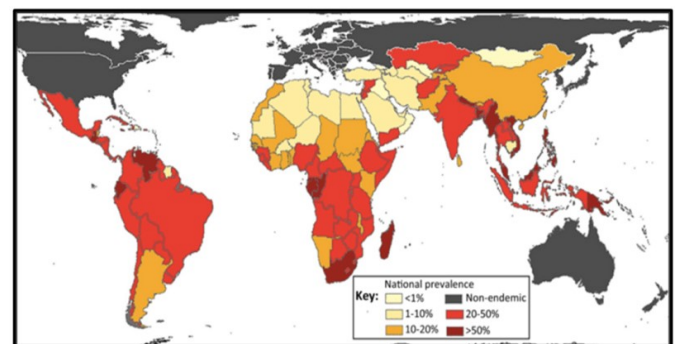 National prevalence
Key: <1% Non-endemic
1-10% 20-50%
10-20% >50%